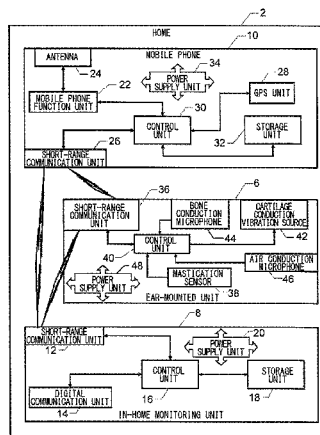 2
HOME
10
MOBILE PHONE
ANTENNA
24
34
POWER
SUPPLY UNIT
28
22
MOBILE PHONE
FUNCTION UNIT
GPS UNIT
30
CONTROL
UNIT
26
32
STORAGE
UNIT
SHORT-RANGE
COMMUNICATION UNIT
36
6
SHORT-RANGE
COMMUNICATION
UNIT
BONE
CONDUCTION
MICROPHONE
44
CARTILAGE
CONDUCTION
VIBRATION SOURCE
42
CONTROL
UNIT
40
48
POWER
SUPPLY UNIT
MASTICATION
SENSOR
38
AIR CONDUCTION
MICROPHONE
46
EAR-MOUNTED UNIT
8
SHORT-RANGE
COMMUNICATION UNIT
12
20
POWER
SUPPLY UNIT
DIGITAL
COMMUNICATION UNIT
14
CONTROL
UNIT
16
STORAGE
UNIT
18
IN-HOME MONITORING UNIT